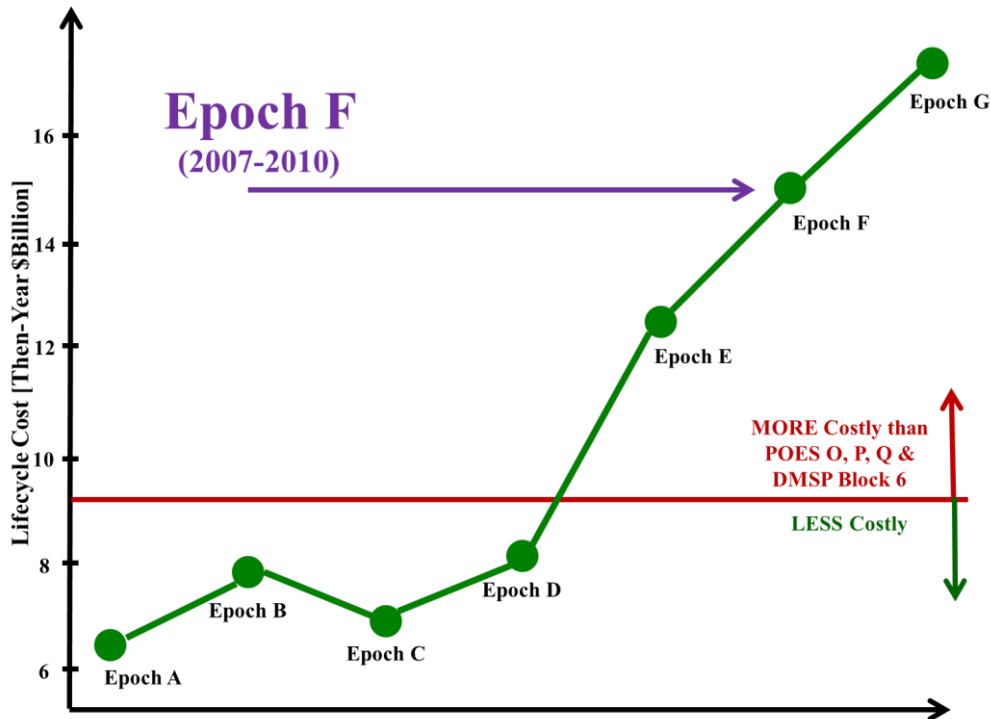 Epoch F
(2007-2010)
Lifecycle Cost [Then-Year $Billion]
16
14
12
10
8
6
Epoch G
Epoch F
Epoch E
MORE Costly than
POES O, P, Q &
DMSP Block 6
LESS Costly
Epoch D
Epoch B
Epoch C
Epoch A